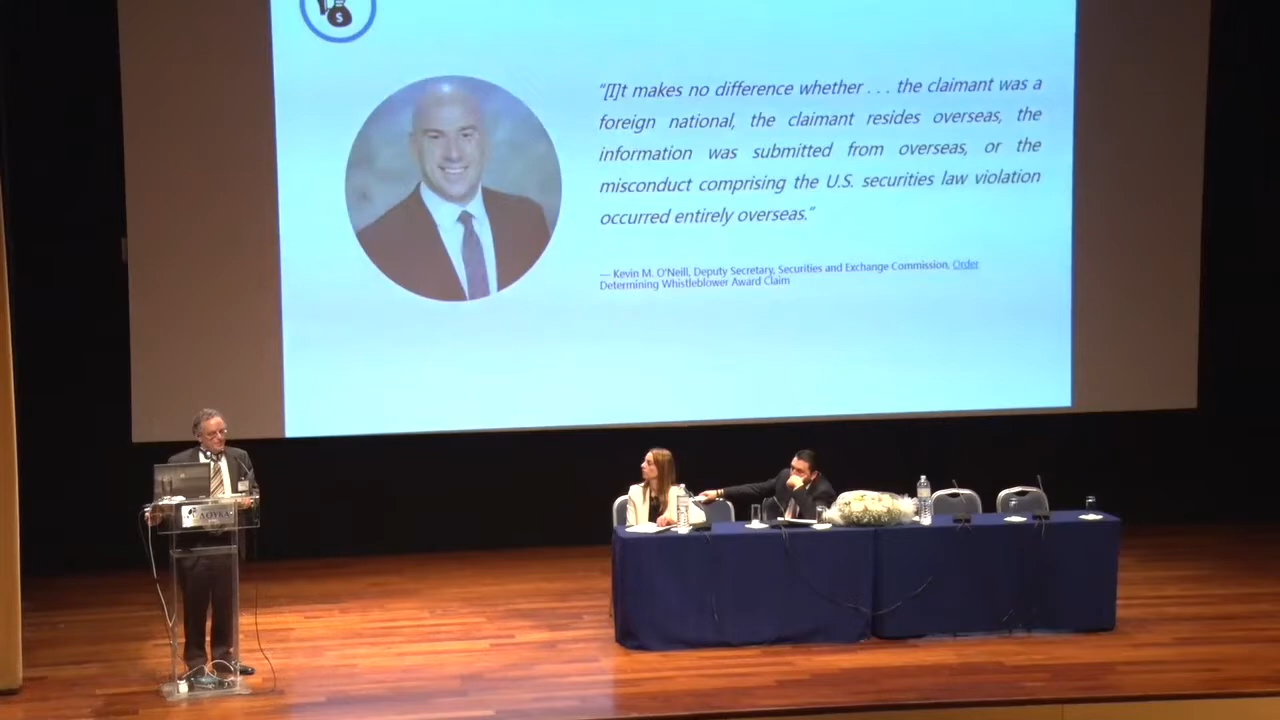 $
"[I]t makes no difference whether . . . the claimant was a
foreign national, the claimant resides overseas, the
information was submitted from overseas, or the
misconduct comprising the U.S. securities law violation
occurred entirely overseas."
— Kevin M. O'Neill, Deputy Secretary, Securities and Exchange Commission, Order
Determining Whistleblower Award Claim